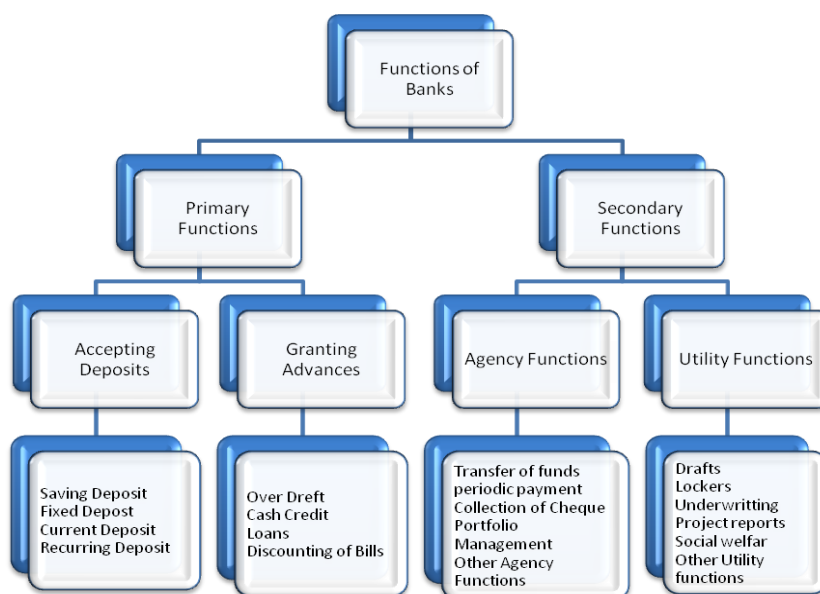 Functions of
Banks
Primary
Functions
Secondary
Functions
Accepting
Deposits
Granting
Advances
Agency Functions
Utility Functions
Saving Deposit
Fixed Depost
Current Deposit
Recurring Deposit
Over Dreft
Cash Credit
Loans
Discounting of Bills
Transfer of funds
periodic payment
Collection of Cheque
Portfolio
Management
Other Agency
Functions
Drafts
Lockers
Underwritting
Project reports
Social welfar
Other Utility
functions